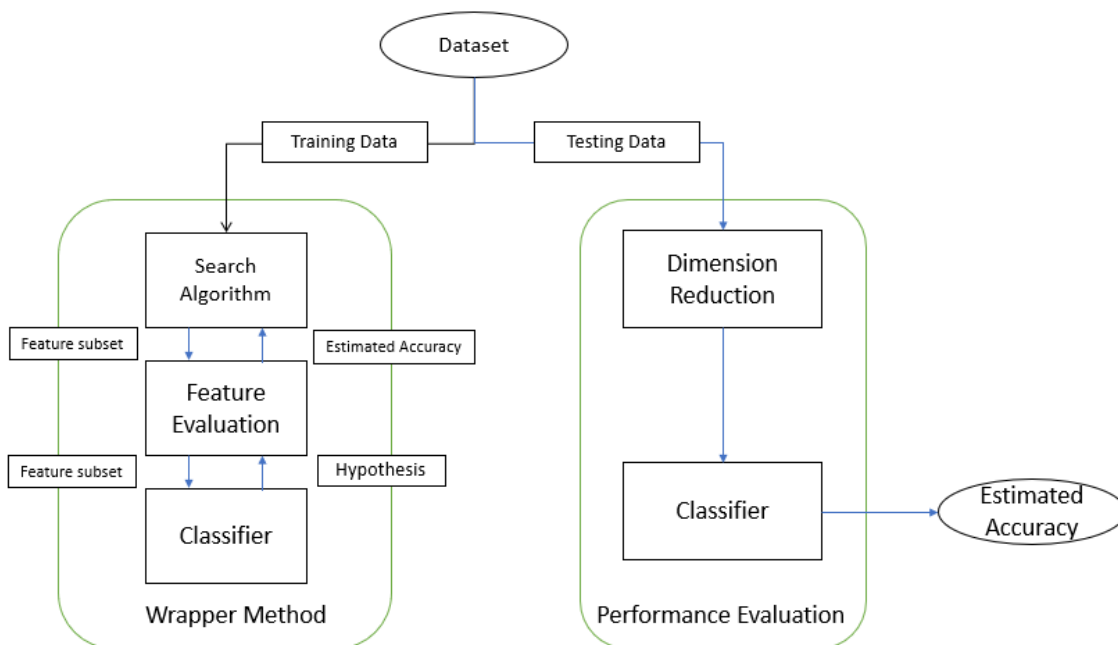 Dataset
Training Data
Testing Data
Search
Algorithm
Dimension
Reduction
Feature subset
Estimated Accuracy
Feature
Evaluation
Feature subset
Hypothesis
Classifier
Classifier
Estimated
Accuracy
Wrapper Method
Performance Evaluation